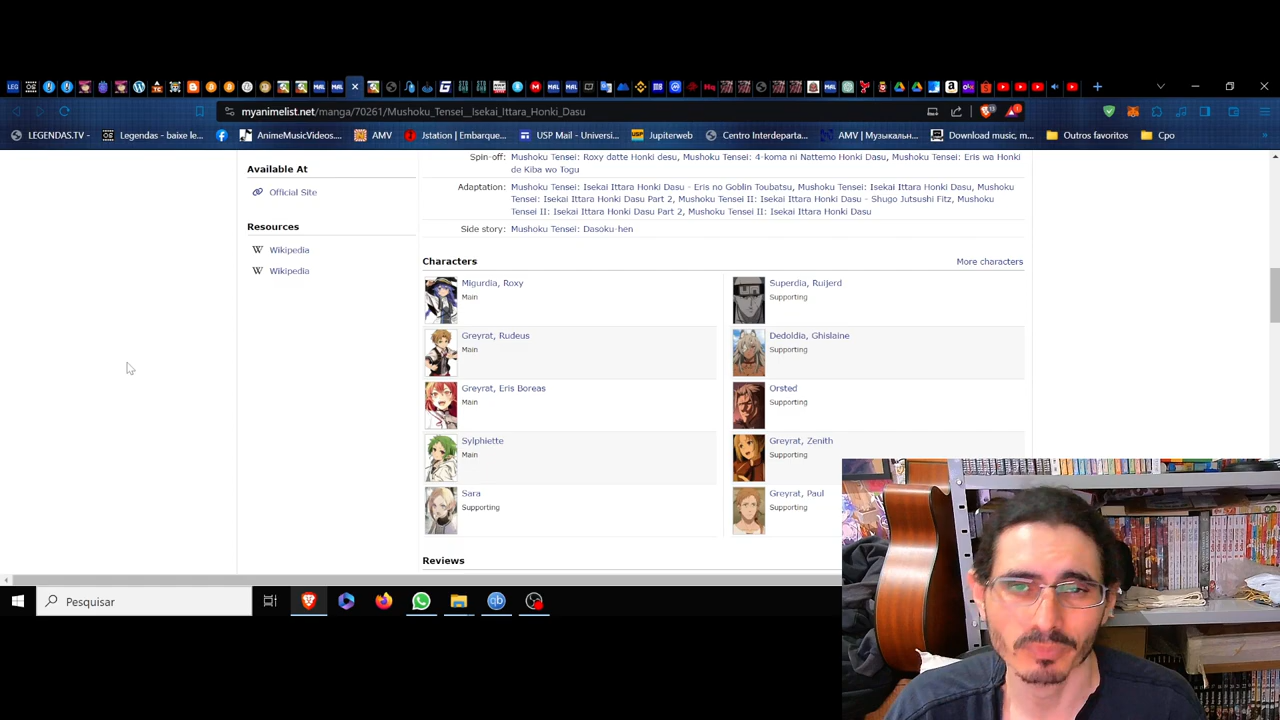 myanimelist.net/manga/70261/Mushoku_Tensei__Isekai_Ittara_Honki_Dasu
LEGENDAS.TV -
Legendas - baixe le...
AnimeMusicVideos....
AMV
Jstation | Embarque...
USP Mail - Universi...
Jupiterweb
Centro Interdeparta...
AMV | Музыкальн...
Download music, m...
Outros favoritos
Cpo
Available At
Official Site
Resources
Wikipedia
Wikipedia
Spin-off: Mushoku Tensei: Roxy datte Honki desu, Mushoku Tensei: 4-koma ni Nattemo Honki Dasu, Mushoku Tensei: Eris wa Honki
de Kiba wo Togu
Adaptation: Mushoku Tensei: Isekai Ittara Honki Dasu - Eris no Goblin Toubatsu, Mushoku Tensei: Isekai Ittara Honki Dasu, Mushoku
Tensei: Isekai Ittara Honki Dasu Part 2, Mushoku Tensei II: Isekai Ittara Honki Dasu - Shugo Jutsushi Fitz, Mushoku
Tensei II: Isekai Ittara Honki Dasu Part 2, Mushoku Tensei II: Isekai Ittara Honki Dasu
Side story: Mushoku Tensei: Dasoku-hen
Characters
More characters
Migurdia, Roxy
Main
Superdia, Ruijerd
Supporting
Greyrat, Rudeus
Main
Dedoldia, Ghislaine
Supporting
Greyrat, Eris Boreas
Main
Orsted
Supporting
Sylphiette
Main
Greyrat, Zenith
Supporting
Sara
Supporting
Greyrat, Paul
Supporting
Reviews
Pesquisar